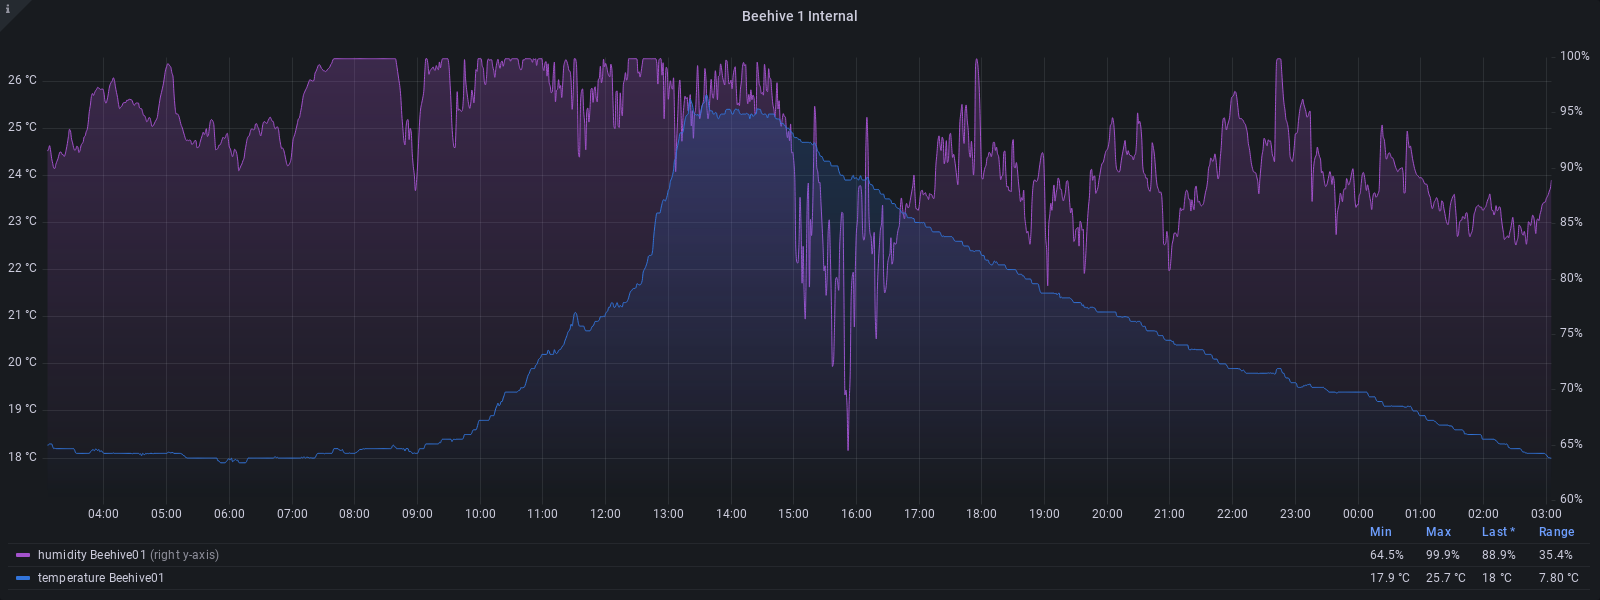 i
Beehive 1 Internal
26 °C
25 °C
24 °C
23 °C
22 °C
21 °C
20 °C
19 °C
18 °C
100%
95%
90%
85%
80%
75%
70%
65%
60%
04:00 05:00 06:00 07:00 08:00 09:00 10:00 11:00 12:00 13:00 14:00 15:00 16:00 17:00 18:00 19:00 20:00 21:00 22:00 23:00 00:00 01:00 02:00 03:00
Min Max Last * Range
humidity Beehive01 (right y-axis) 64.5% 99.9% 88.9% 35.4%
temperature Beehive01 17.9 °C 25.7 °C 18 °C 7.80 °C